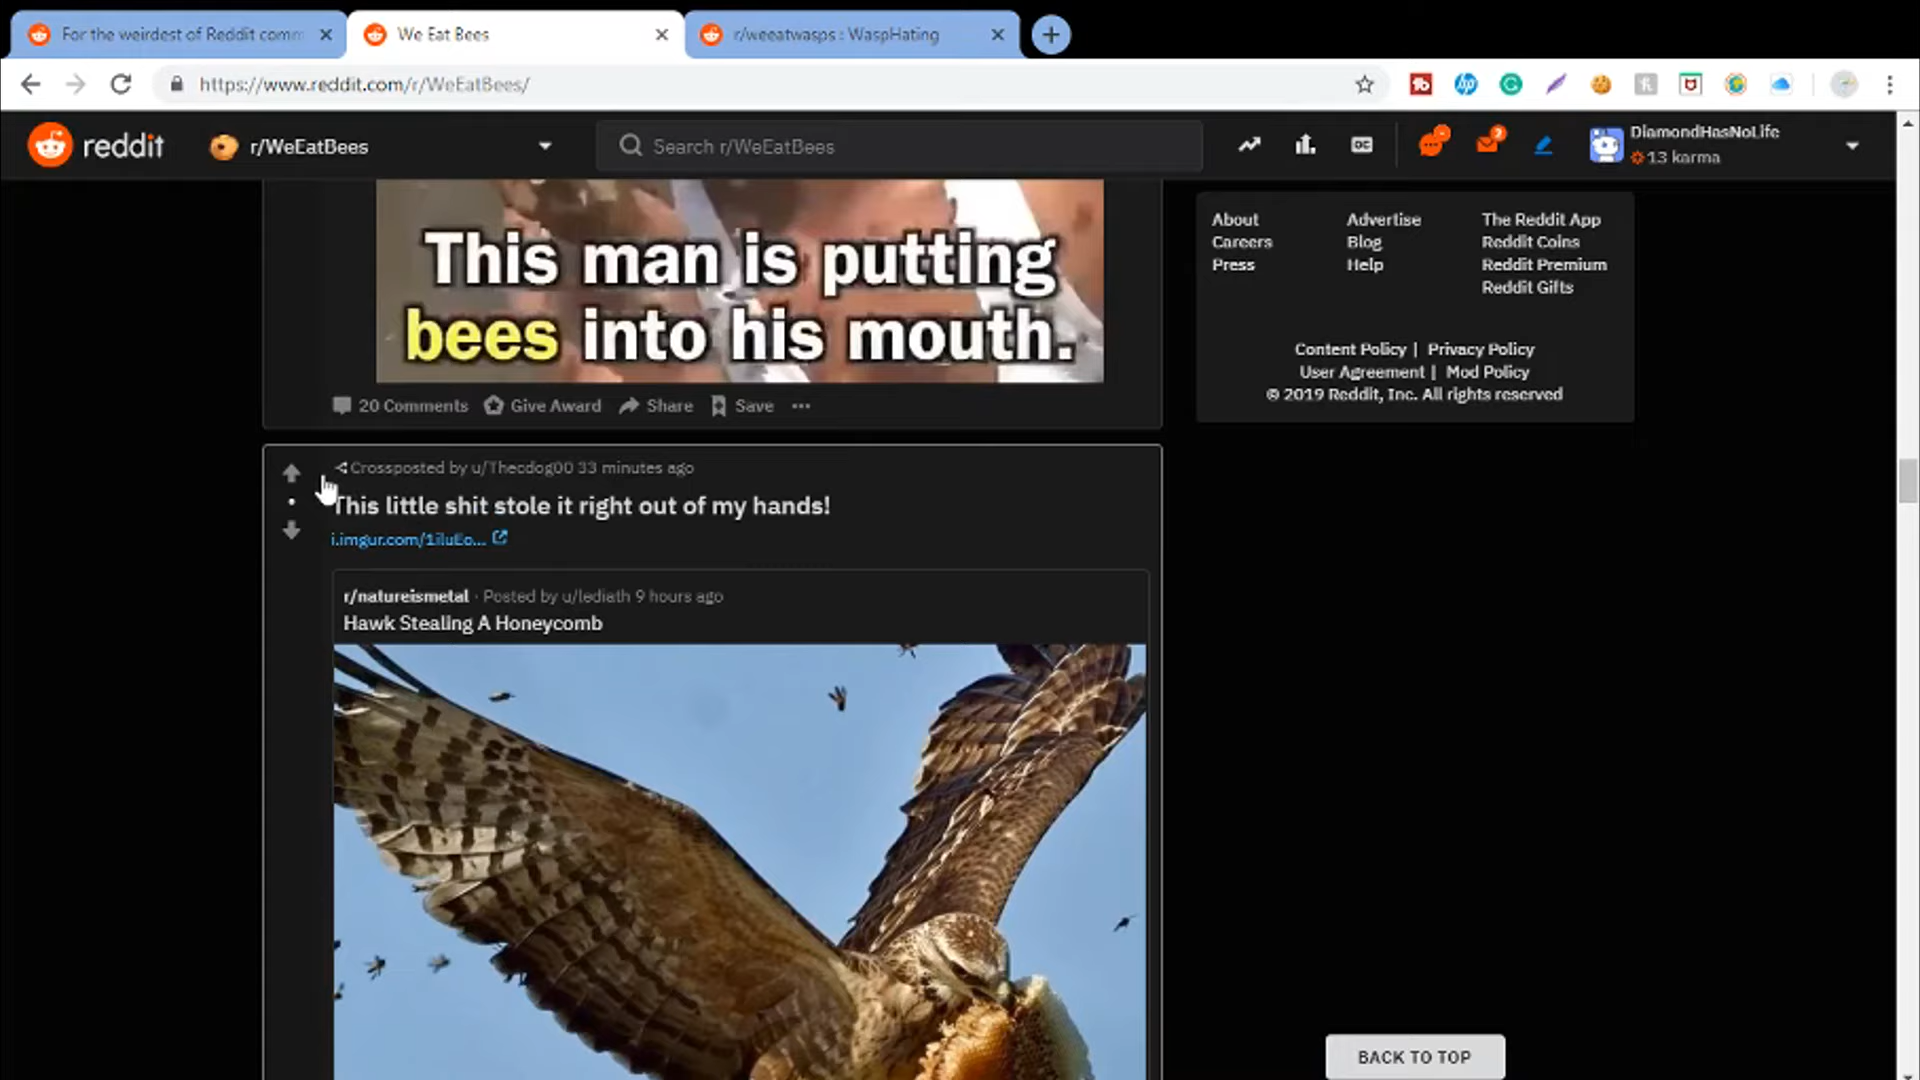 For the weirdest of Reddit comm
We Eat Bees
r/weeatwasps : WaspHating
https://www.reddit.com/r/WeEatBees/
reddit
r/WeEatBees
Search r/WeEatBees
DiamondHasNoLife
13 karma
This man is putting
bees into his mouth.
20 Comments
Give Award
Share
Save
Crossposted by u/Thecdog00 33 minutes ago
This little shit stole it right out of my hands!
i.imgur.com/1iluEo...
r/natureismetal · Posted by u/lediath 9 hours ago
Hawk Stealing A Honeycomb
About
Advertise
The Reddit App
Careers
Blog
Reddit Coins
Press
Help
Reddit Premium
Reddit Gifts
Content Policy | Privacy Policy
User Agreement | Mod Policy
© 2019 Reddit, Inc. All rights reserved
BACK TO TOP